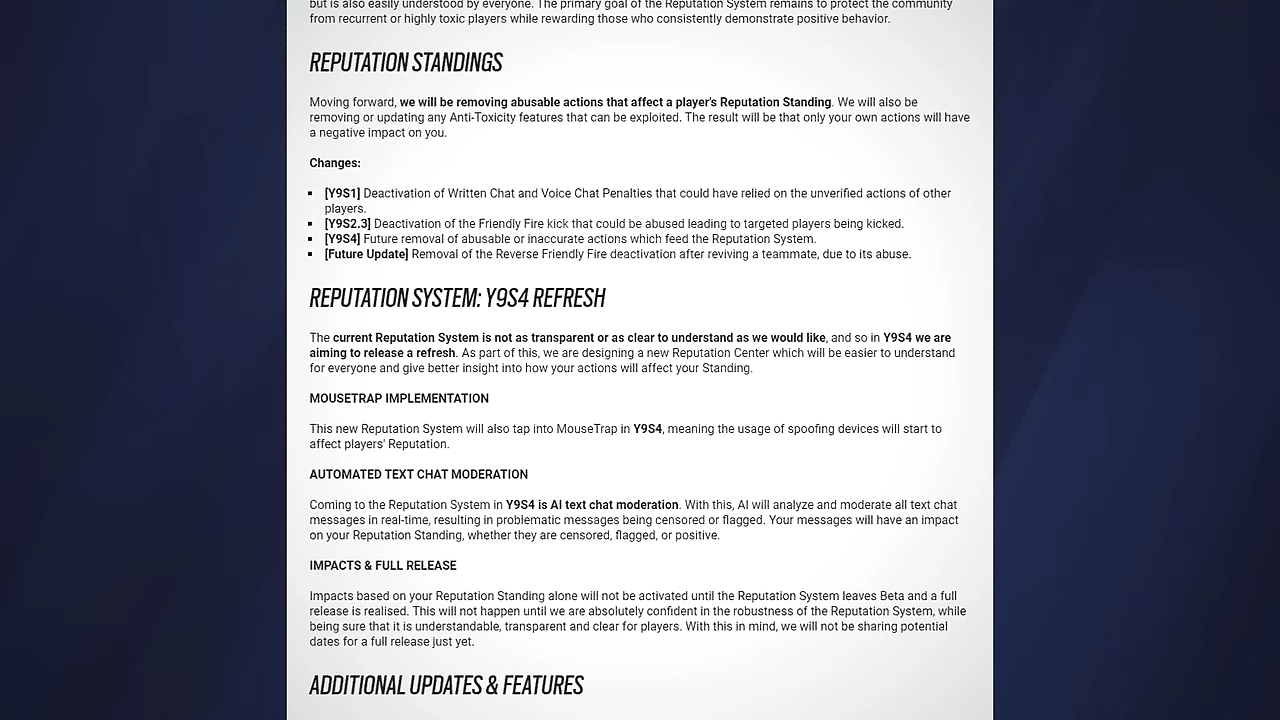 but is also easily understood by everyone. The primary goal of the Reputation System remains to protect the community
from recurrent or highly toxic players while rewarding those who consistently demonstrate positive behavior.
REPUTATION STANDINGS
Moving forward, we will be removing abusable actions that affect a player's Reputation Standing. We will also be
removing or updating any Anti-Toxicity features that can be exploited. The result will be that only your own actions will have
a negative impact on you.
Changes:
▪ [Y9S1] Deactivation of Written Chat and Voice Chat Penalties that could have relied on the unverified actions of other
players.
▪ [Y9S2.3] Deactivation of the Friendly Fire kick that could be abused leading to targeted players being kicked.
▪ [Y9S4] Future removal of abusable or inaccurate actions which feed the Reputation System.
▪ [Future Update] Removal of the Reverse Friendly Fire deactivation after reviving a teammate, due to its abuse.
REPUTATION SYSTEM: Y9S4 REFRESH
The current Reputation System is not as transparent or as clear to understand as we would like, and so in Y9S4 we are
aiming to release a refresh. As part of this, we are designing a new Reputation Center which will be easier to understand
for everyone and give better insight into how your actions will affect your Standing.
MOUSETRAP IMPLEMENTATION
This new Reputation System will also tap into MouseTrap in Y9S4, meaning the usage of spoofing devices will start to
affect players' Reputation.
AUTOMATED TEXT CHAT MODERATION
Coming to the Reputation System in Y9S4 is AI text chat moderation. With this, AI will analyze and moderate all text chat
messages in real-time, resulting in problematic messages being censored or flagged. Your messages will have an impact
on your Reputation Standing, whether they are censored, flagged, or positive.
IMPACTS & FULL RELEASE
Impacts based on your Reputation Standing alone will not be activated until the Reputation System leaves Beta and a full
release is realised. This will not happen until we are absolutely confident in the robustness of the Reputation System, while
being sure that it is understandable, transparent and clear for players. With this in mind, we will not be sharing potential
dates for a full release just yet.
ADDITIONAL UPDATES & FEATURES